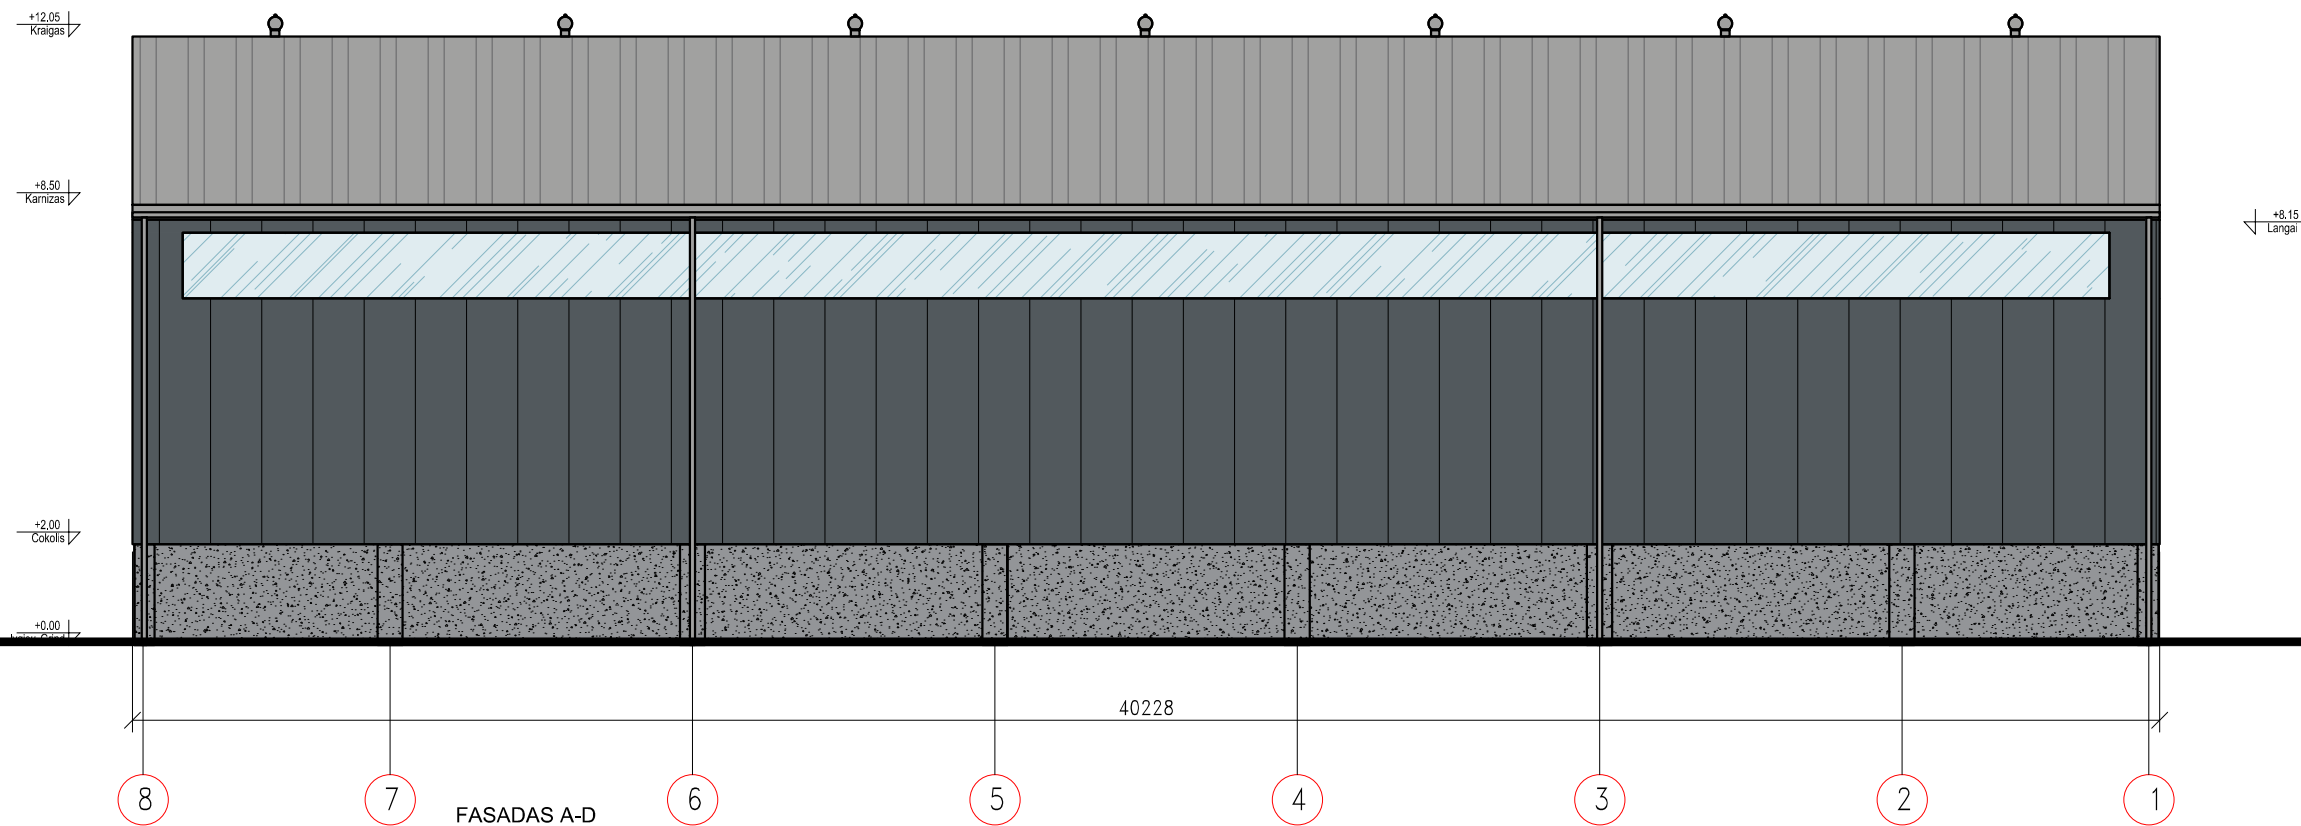 +12.05
Kraigas
+8.50
Karnizas
+8.15
Langai
+2.00
Cokolis
+0.00
40228
8 7 6 5 4 3 2 1
FASADAS A-D